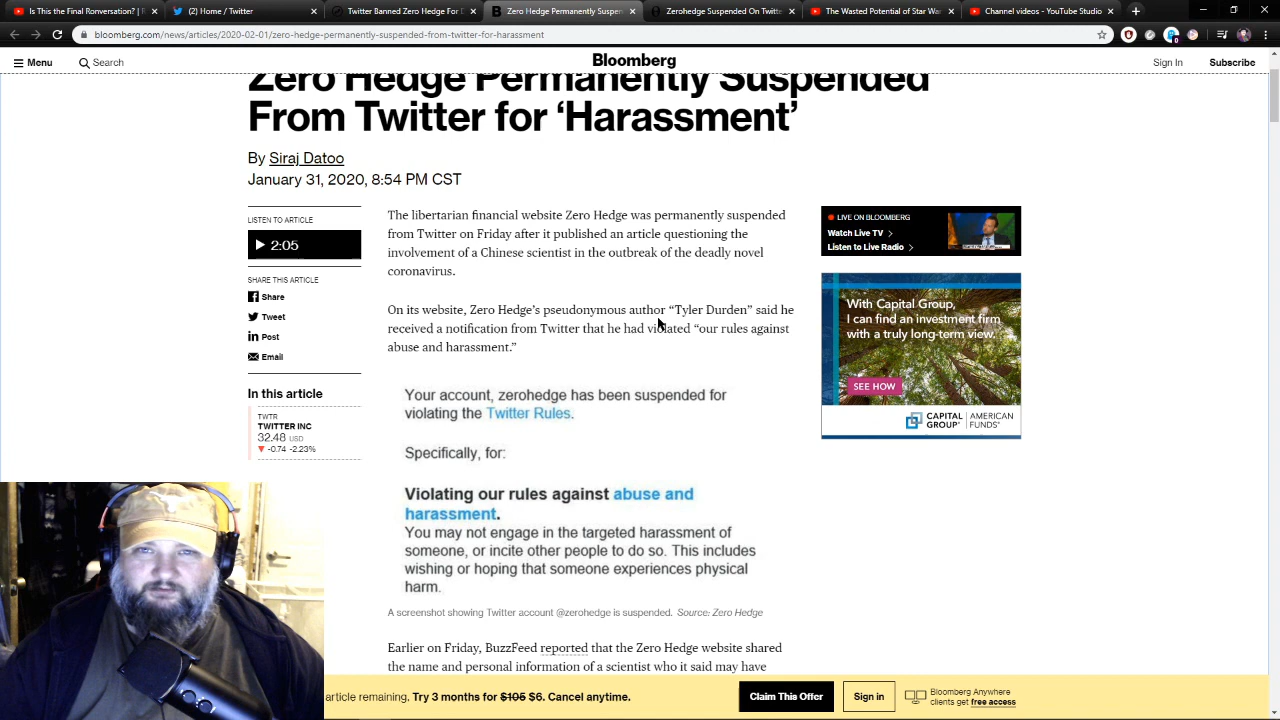 Is this the Final Conversation? |
(2) Home / Twitter
Twitter Banned Zero Hedge For D
Zero Hedge Permanently Suspen
Zerohedge Suspended On Twitte
The Wasted Potential of Star Wa
Channel videos - YouTube Studio
bloomberg.com/news/articles/2020-02-01/zero-hedge-permanently-suspended-from-twitter-for-harassment
Menu
Search
Bloomberg
Sign In
Subscribe
Zero Hedge Permanently Suspended
From Twitter for ‘Harassment’
By Siraj Datoo
January 31, 2020, 8:54 PM CST
LISTEN TO ARTICLE
2:05
SHARE THIS ARTICLE
Share
Tweet
Post
Email
In this article
TWTR
TWITTER INC
32.48 USD
▼ -0.74 -2.23%
The libertarian financial website Zero Hedge was permanently suspended
from Twitter on Friday after it published an article questioning the
involvement of a Chinese scientist in the outbreak of the deadly novel
coronavirus.
On its website, Zero Hedge’s pseudonymous author “Tyler Durden” said he
received a notification from Twitter that he had violated “our rules against
abuse and harassment.”
Your account, zerohedge has been suspended for
violating the Twitter Rules.
Specifically, for:
Violating our rules against abuse and
harassment.
You may not engage in the targeted harassment of
someone, or incite other people to do so. This includes
wishing or hoping that someone experiences physical
harm.
A screenshot showing Twitter account @zerohedge is suspended. Source: Zero Hedge
Earlier on Friday, BuzzFeed reported that the Zero Hedge website shared
the name and personal information of a scientist who it said may have
LIVE ON BLOOMBERG
Watch Live TV
Listen to Live Radio
With Capital Group,
I can find an investment firm
with a truly long-term view.
SEE HOW
CAPITAL GROUP® | AMERICAN FUNDS®
article remaining. Try 3 months for $105 $6. Cancel anytime.
Claim This Offer
Sign in
Bloomberg Anywhere
clients get free access